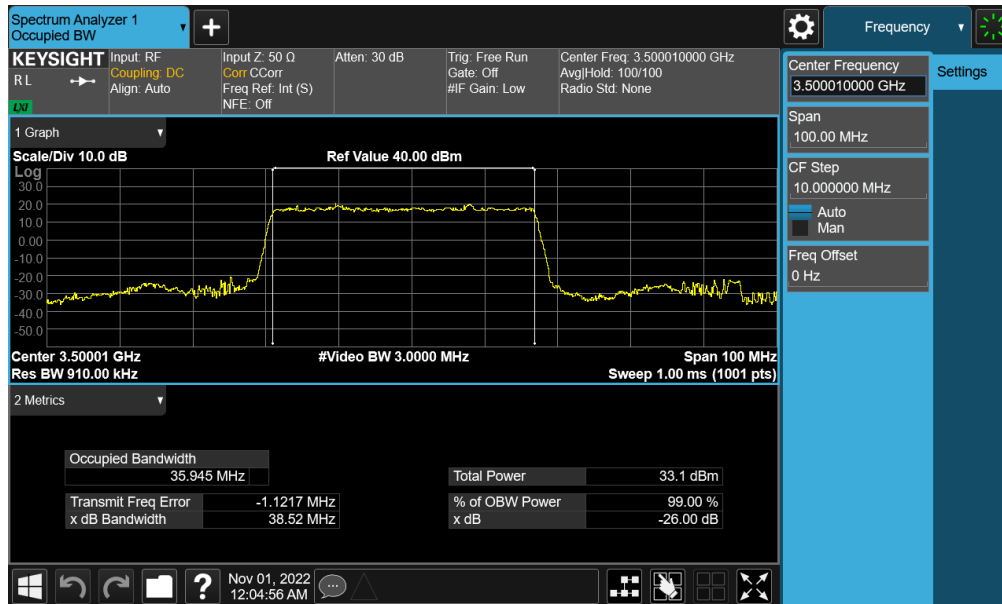 Spectrum Analyzer 1
Occupied BW
+
Frequency
KEYSIGHT
R L
LXI
Input: RF
Coupling: DC
Align: Auto
Input Z: 50 Ω
Corr CCorr
Freq Ref: Int (S)
NFE: Off
Atten: 30 dB
Trig: Free Run
Gate: Off
#IF Gain: Low
Center Freq: 3.500010000 GHz
Avg|Hold: 100/100
Radio Std: None
Center Frequency
3.500010000 GHz
Settings
Span
100.00 MHz
CF Step
10.000000 MHz
Auto
Man
Freq Offset
0 Hz
1 Graph
Scale/Div 10.0 dB
Ref Value 40.00 dBm
Log
30.0
20.0
10.0
0.00
-10.0
-20.0
-30.0
-40.0
-50.0
Center 3.50001 GHz
#Video BW 3.0000 MHz
Span 100 MHz
Res BW 910.00 kHz
Sweep 1.00 ms (1001 pts)
2 Metrics
Occupied Bandwidth
35.945 MHz
Total Power 33.1 dBm
Transmit Freq Error -1.1217 MHz
% of OBW Power 99.00 %
x dB Bandwidth 38.52 MHz
x dB -26.00 dB
?
Nov 01, 2022
12:04:56 AM